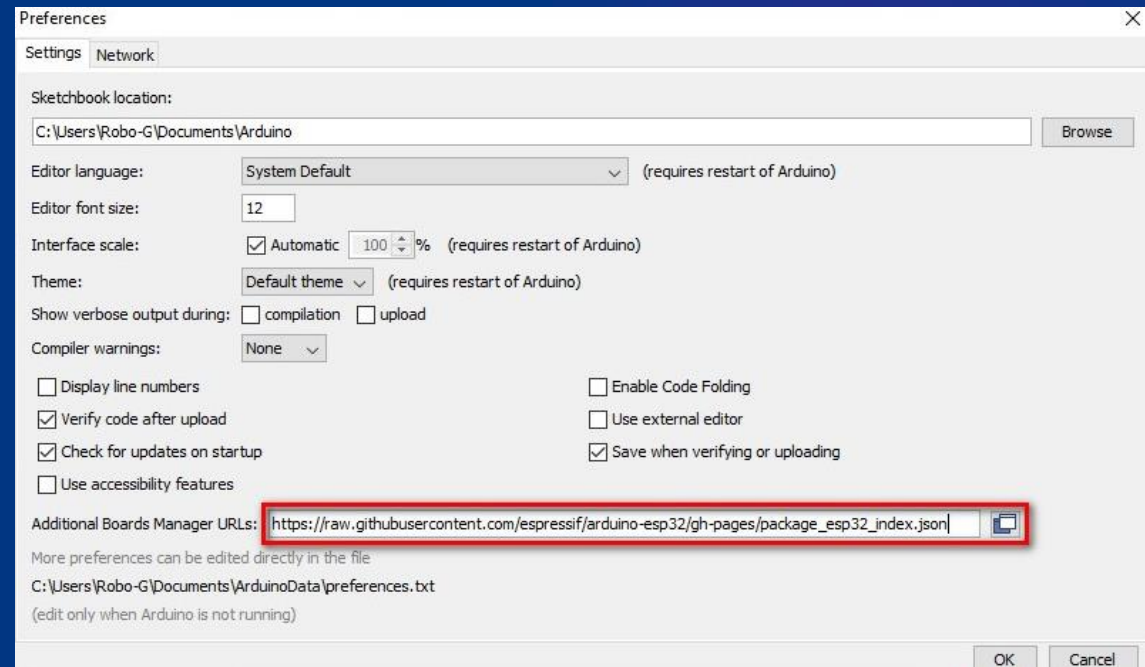 Preferences
Settings Network
Sketchbook location:
C:\Users\Robo-G\Documents\Arduino Browse
Editor language: System Default (requires restart of Arduino)
Editor font size: 12
Interface scale: Automatic 100 % (requires restart of Arduino)
Theme: Default theme (requires restart of Arduino)
Show verbose output during: compilation upload
Compiler warnings: None
Display line numbers Enable Code Folding
Verify code after upload Use external editor
Check for updates on startup Save when verifying or uploading
Use accessibility features
Additional Boards Manager URLs: https://raw.githubusercontent.com/espressif/arduino-esp32/gh-pages/package_esp32_index.json
More preferences can be edited directly in the file
C:\Users\Robo-G\Documents\ArduinoData\preferences.txt
(edit only when Arduino is not running)
OK Cancel